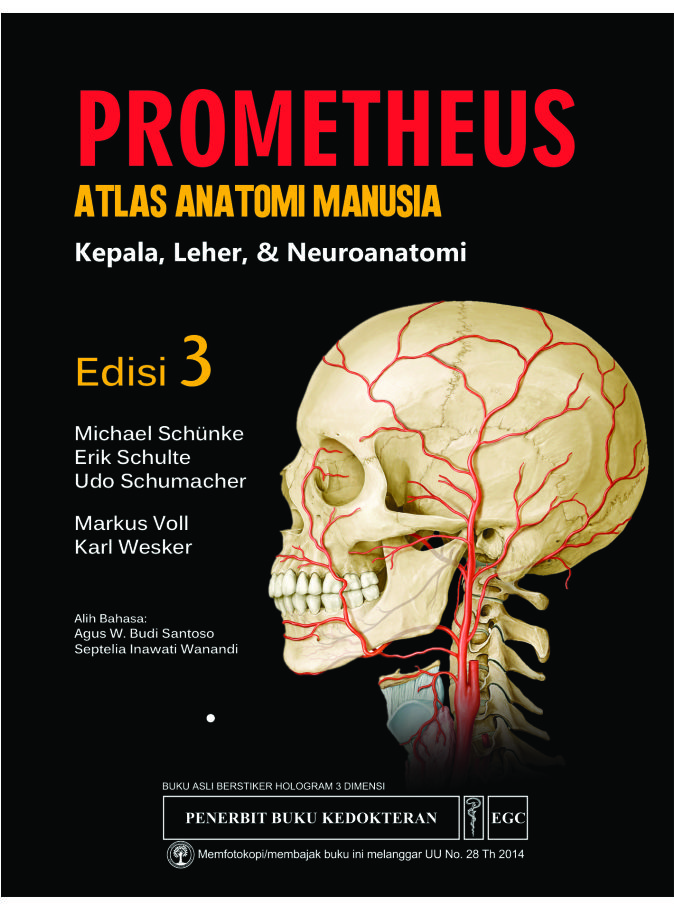 PROMETHEUS
ATLAS ANATOMI MANUSIA
Kepala, Leher, & Neuroanatomi
Edisi 3
Michael Schünke
Erik Schulte
Udo Schumacher
Markus Voll
Karl Wesker
Alih Bahasa:
Agus W. Budi Santoso
Septelia Inawati Wanandi
BUKU ASLI BERSTIKER HOLOGRAM 3 DIMENSI
PENERBIT BUKU KEDOKTERAN EGC
Memfotokopi/membajak buku ini melanggar UU No. 28 Th 2014